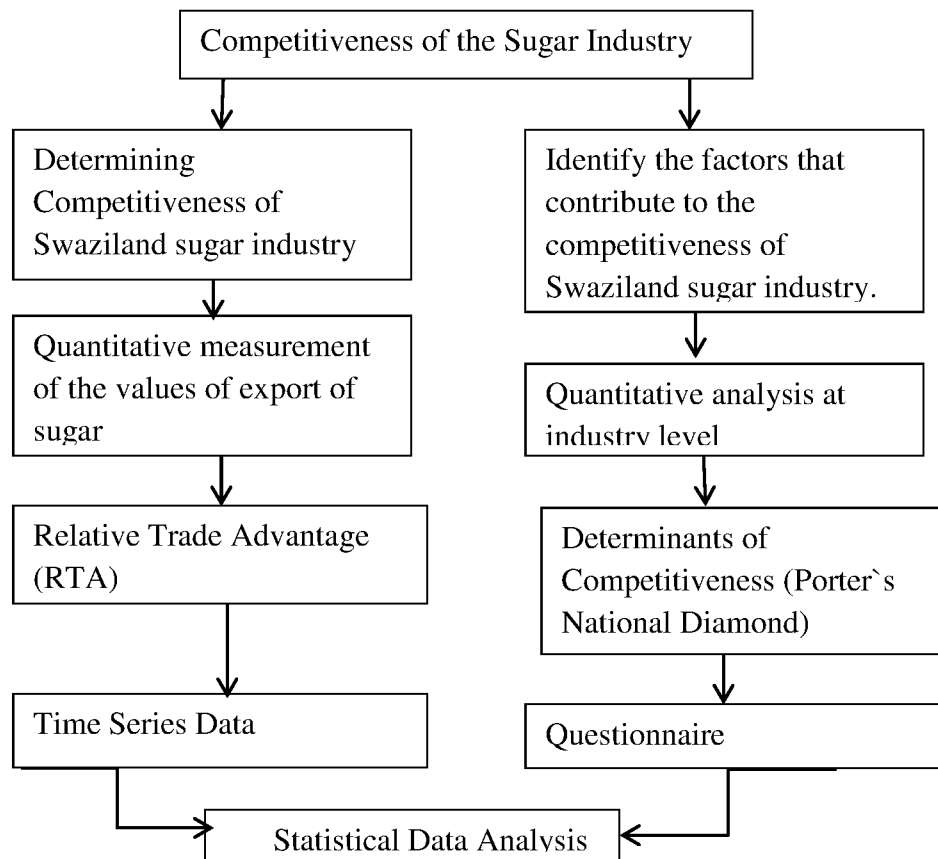 Competitiveness of the Sugar Industry
Determining
Competitiveness of
Swaziland sugar industry
Identify the factors that
contribute to the
competitiveness of
Swaziland sugar industry.
Quantitative measurement
of the values of export of
sugar
Quantitative analysis at
industry level
Relative Trade Advantage
(RTA)
Determinants of
Competitiveness (Porter`s
National Diamond)
Time Series Data
Questionnaire
Statistical Data Analysis